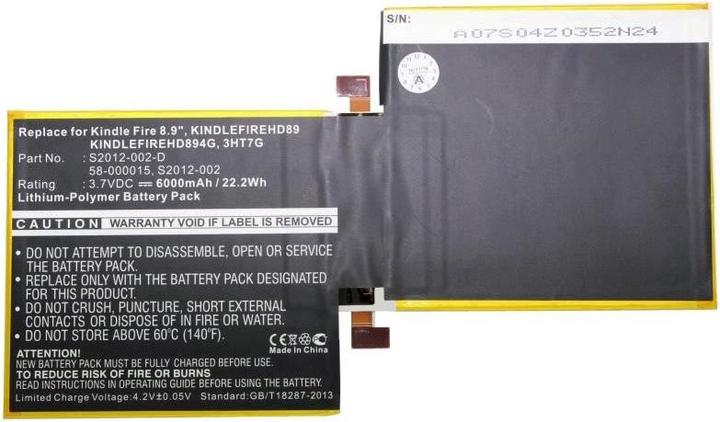 S/N:
A07S04Z0352N24
A
Replace for Kindle Fire 8.9", KINDLEFIREHD89
KINDLEFIREHD894G, 3HT7G
Part No. : S2012-002-D
58-000015, S2012-002
Rating : 3.7VDC ⎓ 6000mAh / 22.2Wh
Lithium-Polymer Battery Pack
CAUTION WARRANTY VOID IF LABEL IS REMOVED
• DO NOT ATTEMPT TO DISASSEMBLE, OPEN OR SERVICE
THE BATTERY PACK.
• REPLACE ONLY WITH THE BATTERY PACK DESIGNATED
FOR THIS PRODUCT.
• DO NOT CRUSH, PUNCTURE, SHORT EXTERNAL
CONTACTS OR DISPOSE OF IN FIRE OR WATER.
• DO NOT STORE ABOVE 60°C (140°F).
CE
Made In China
ATTENTION!
NEW BATTERY PACK MUST BE FULLY CHARGED BEFORE USE.
TO REDUCE RISK OF FIRE OR BURNS
READ INSTRUCTIONS IN OPERATING GUIDE BEFORE USING BATTERY.
Limited Charge Voltage:4.2V±0.05V Standard:GB/T18287-2013